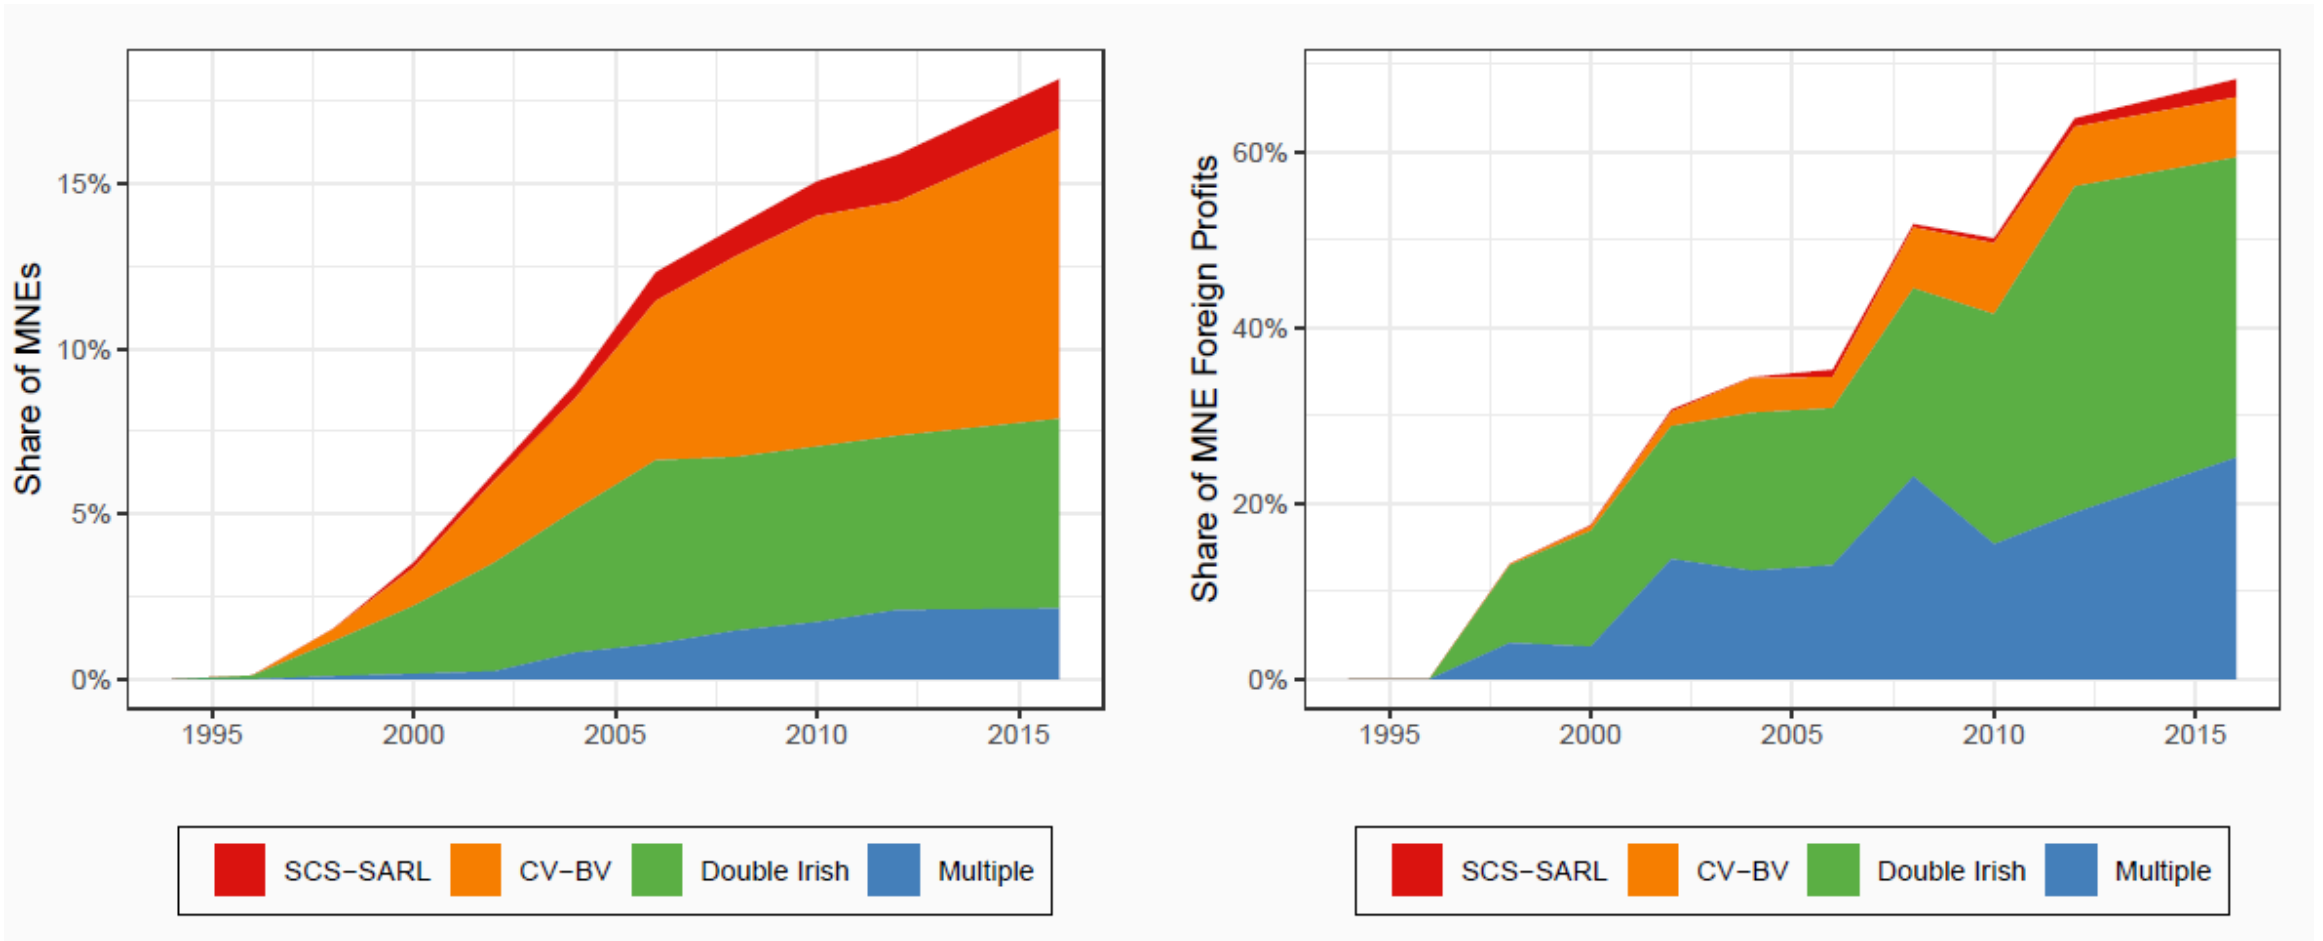 Share of MNEs
15%
10%
5%
0%
1995 2000 2005 2010 2015
SCS−SARL CV−BV Double Irish Multiple
Share of MNE Foreign Profits
60%
40%
20%
0%
1995 2000 2005 2010 2015
SCS−SARL CV−BV Double Irish Multiple